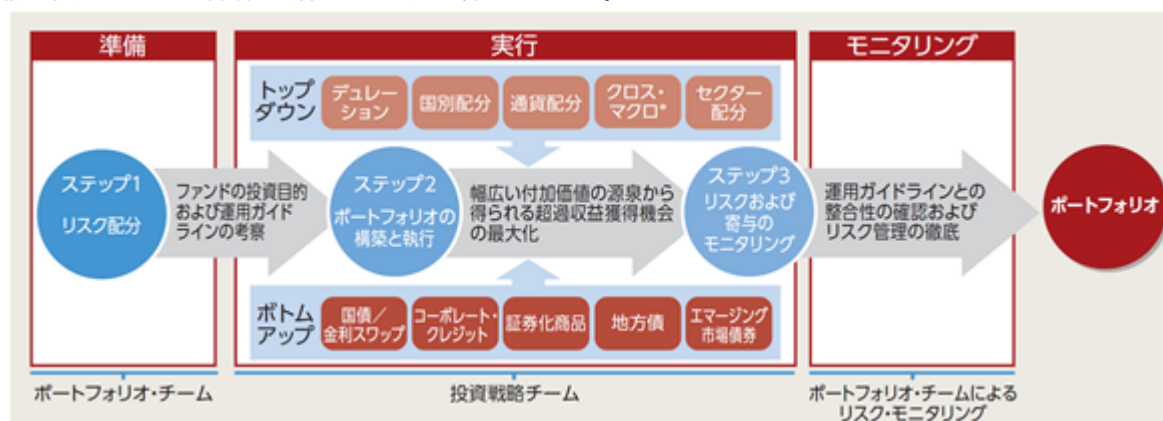 準備
実行
モニタリング
トップ
ダウン
デュレー
ション
国別配分
通貨配分
クロス・
マクロ*
セクター
配分
ステップ1
リスク配分
ファンドの投資目的
および運用ガイド
ラインの考察
ステップ2
ポートフォリオの
構築と執行
幅広い付加価値の源泉から
得られる超過収益獲得機会
の最大化
ステップ3
リスクおよび
寄与の
モニタリング
運用ガイドラインとの
整合性の確認および
リスク管理の徹底
ポートフォリオ
ボトム
アップ
国債/
金利スワップ
コーポレート・
クレジット
証券化商品
地方債
エマージング
市場債券
ポートフォリオ・チーム
投資戦略チーム
ポートフォリオ・チームによる
リスク・モニタリング